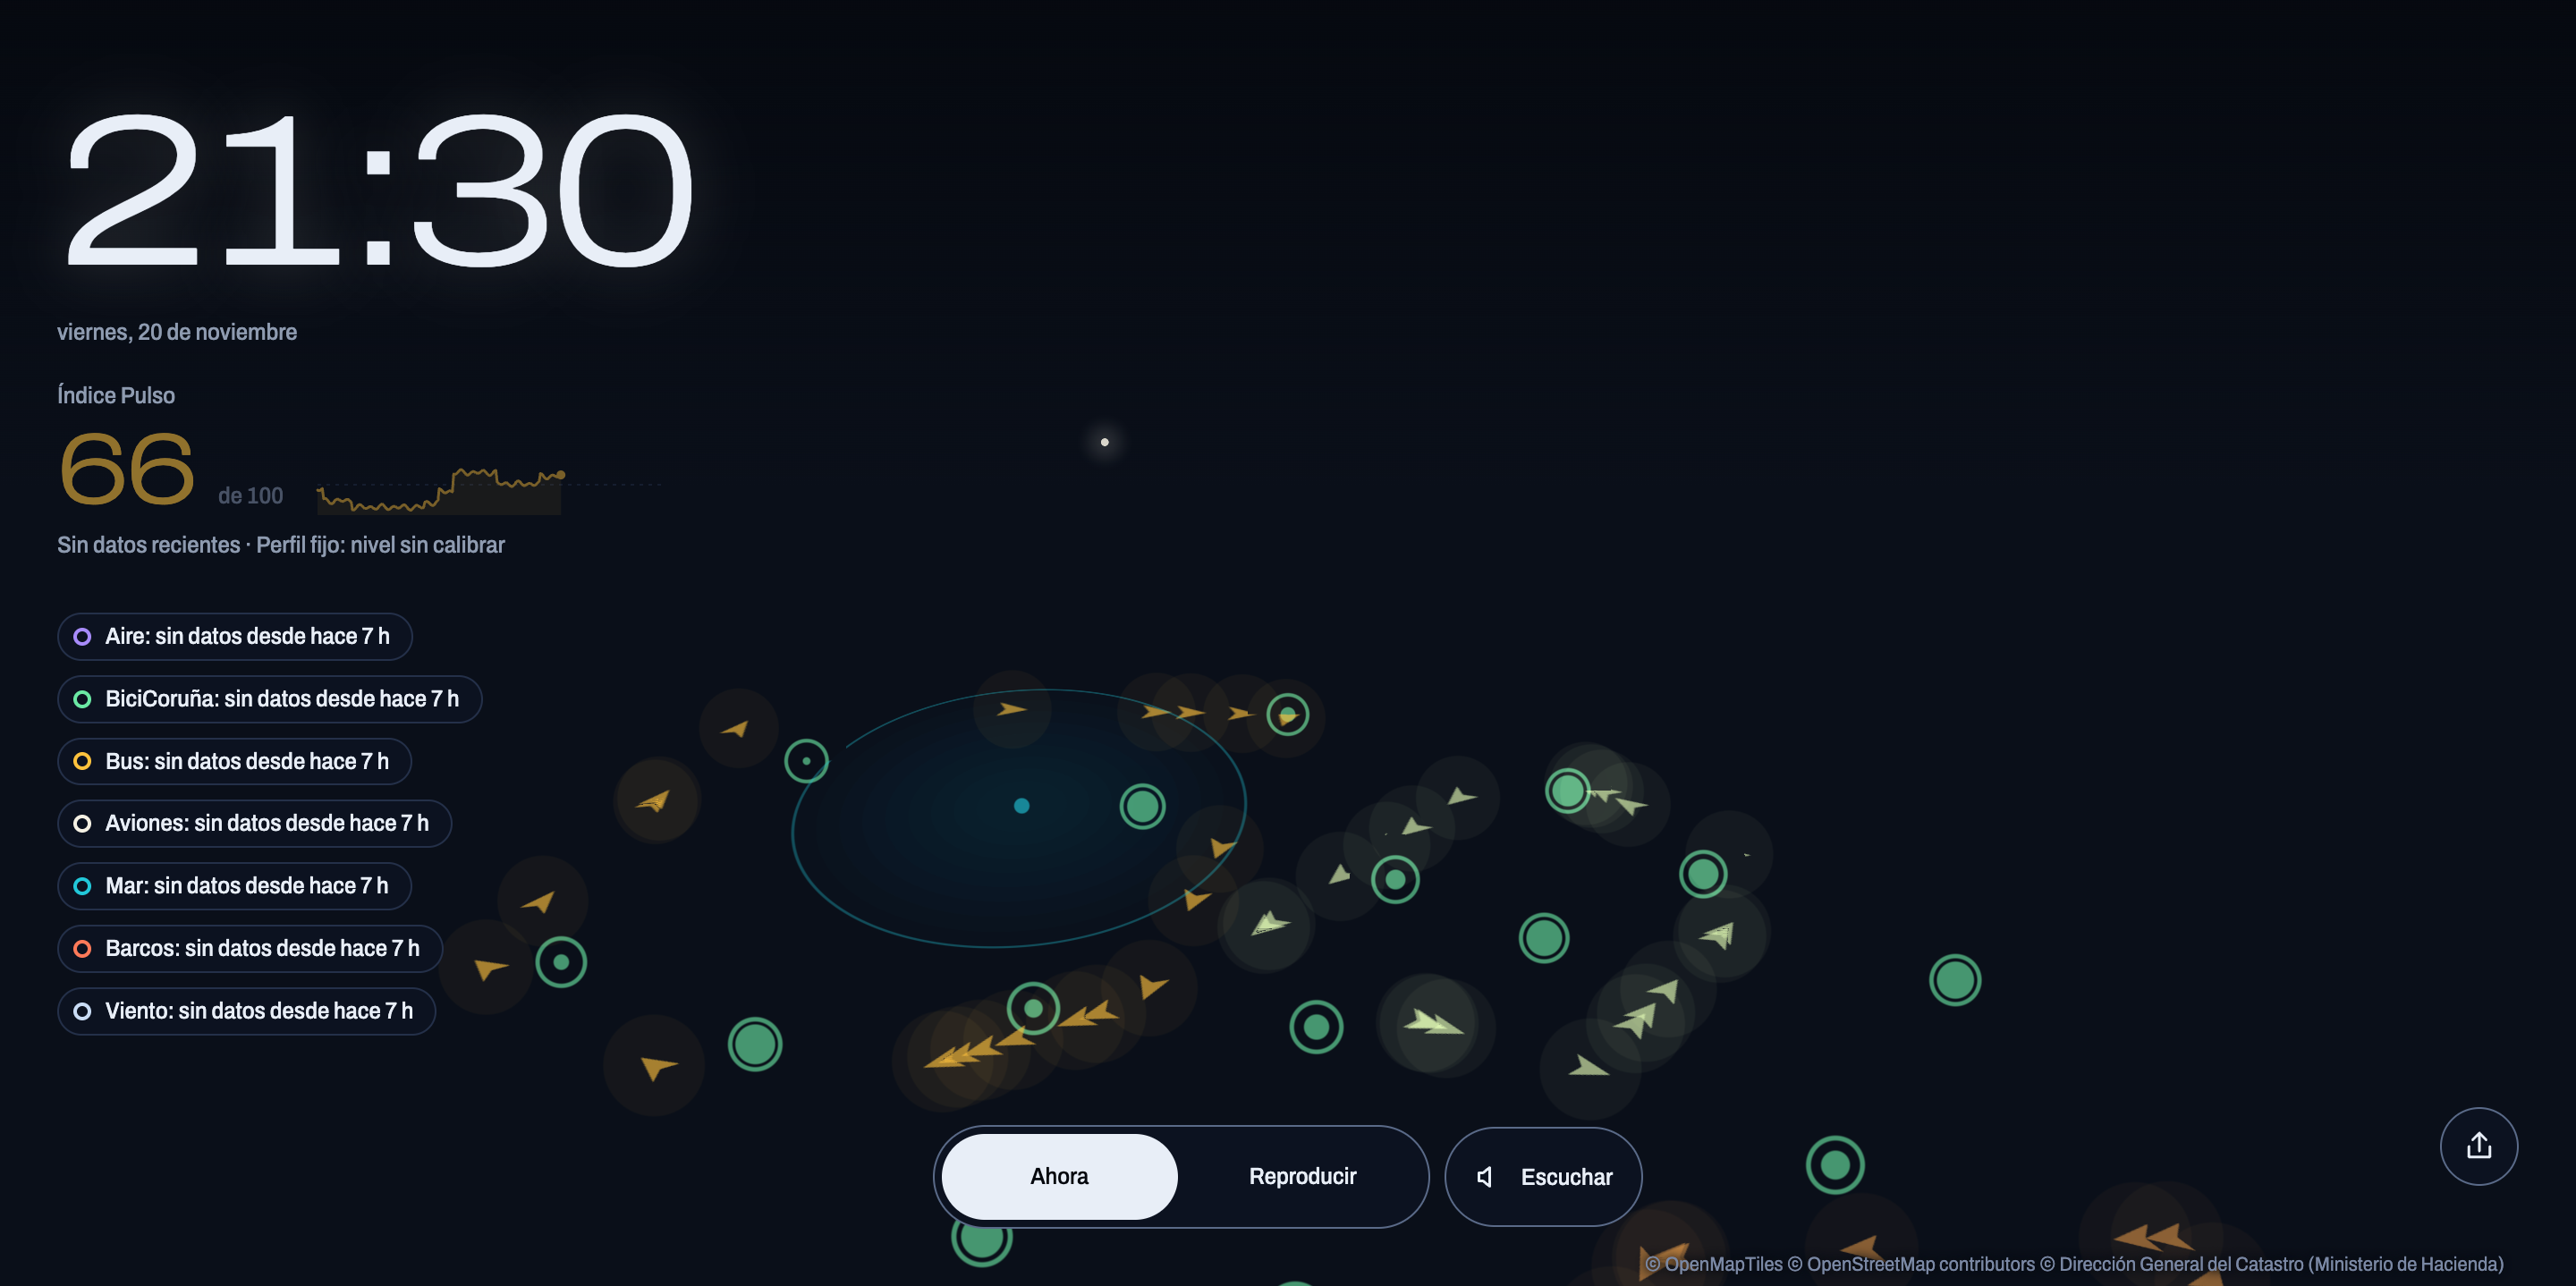 21:30
viernes, 20 de noviembre
Índice Pulso
66 de 100
Sin datos recientes · Perfil fijo: nivel sin calibrar
Aire: sin datos desde hace 7 h
BiciCoruña: sin datos desde hace 7 h
Bus: sin datos desde hace 7 h
Aviones: sin datos desde hace 7 h
Mar: sin datos desde hace 7 h
Barcos: sin datos desde hace 7 h
Viento: sin datos desde hace 7 h
Ahora Reproducir Escuchar
© OpenMapTiles © OpenStreetMap contributors © Dirección General del Catastro (Ministerio de Hacienda)